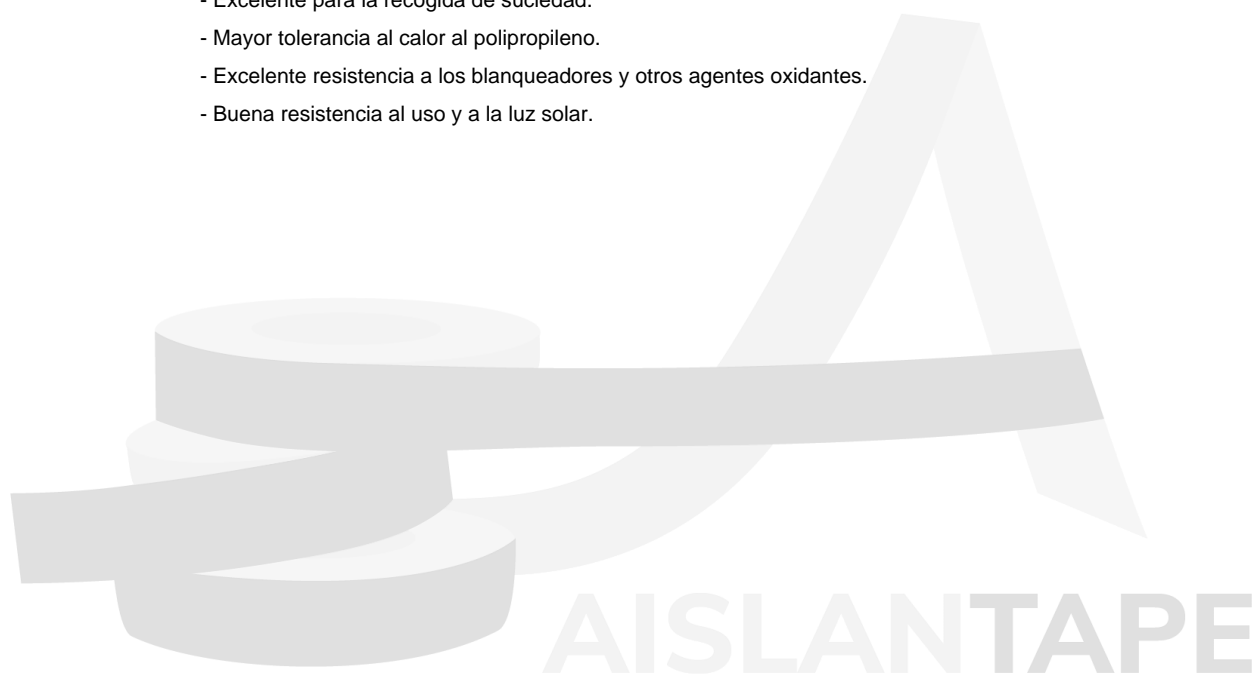 - Excelente para la recogida de suciedad.
- Mayor tolerancia al calor al polipropileno.
- Excelente resistencia a los blanqueadores y otros agentes oxidantes.
- Buena resistencia al uso y a la luz solar.
AISLANTAPE